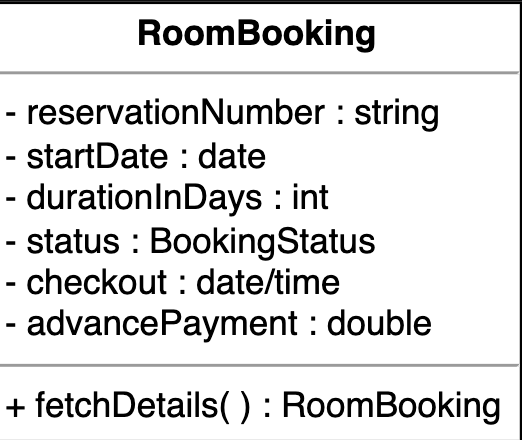 RoomBooking
- reservationNumber : string
- startDate : date
- durationInDays : int
- status : BookingStatus
- checkout : date/time
- advancePayment : double
+ fetchDetails( ) : RoomBooking